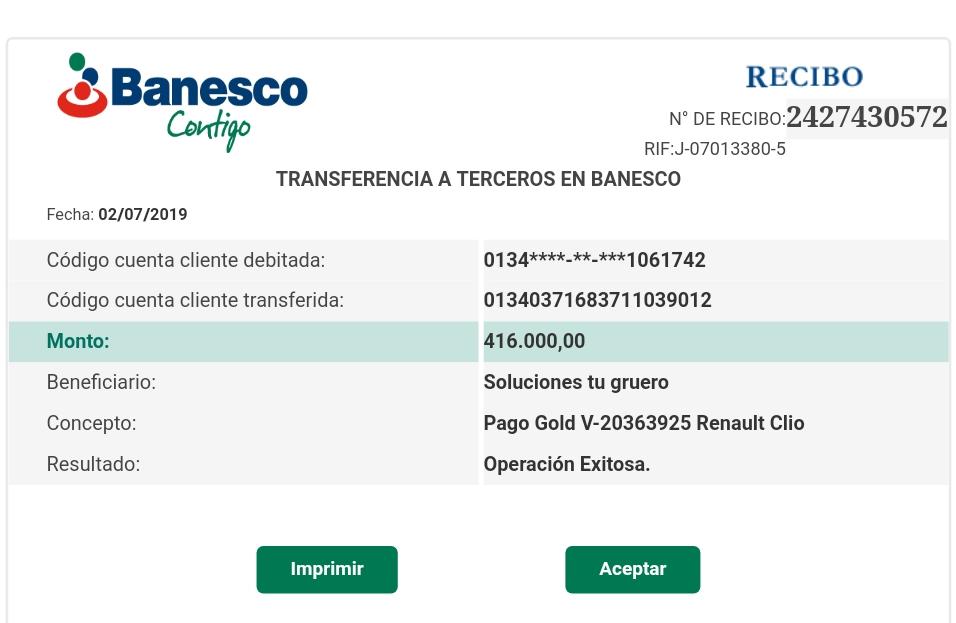 Banesco
Contigo
RECIBO
N° DE RECIBO:2427430572
RIF:J-07013380-5
TRANSFERENCIA A TERCEROS EN BANESCO
Fecha: 02/07/2019
Código cuenta cliente debitada: 0134****-**-***1061742
Código cuenta cliente transferida: 01340371683711039012
Monto: 416.000,00
Beneficiario: Soluciones tu gruero
Concepto: Pago Gold V-20363925 Renault Clio
Resultado: Operación Exitosa.
Imprimir Aceptar